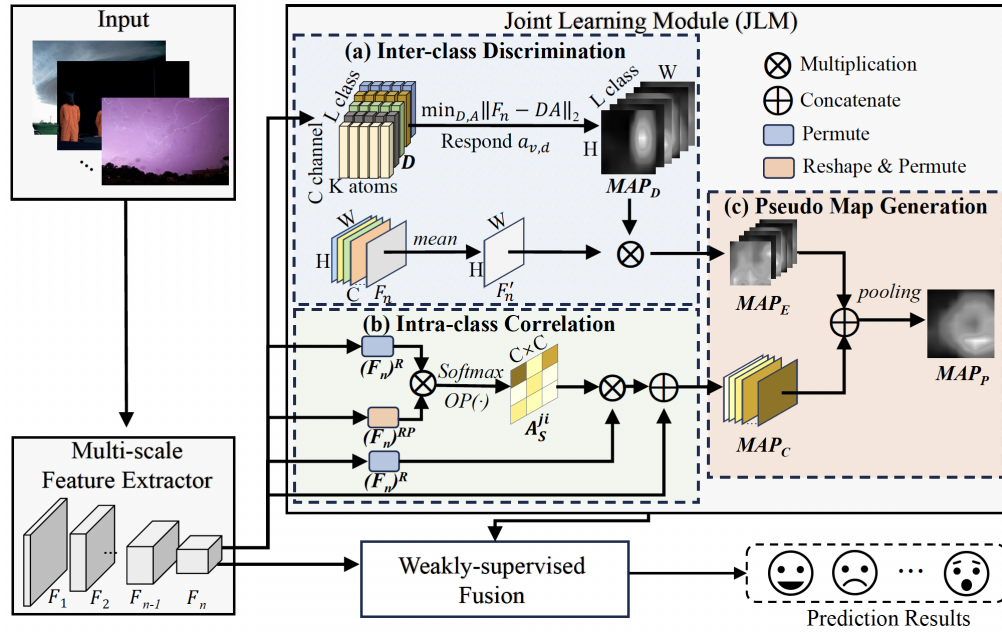 Input
Joint Learning Module (JLM)
(a) Inter-class Discrimination
L class
C channel
K atoms
D
min_{D,A}‖F_n − DA‖_2
Respond a_{v,d}
L class
W
H
MAP_D
Multiplication
Concatenate
Permute
Reshape & Permute
W
H
C
F_n
mean
W
H
F'_n
(b) Intra-class Correlation
(F_n)^R
(F_n)^{RP}
(F_n)^R
Softmax
OP(·)
C×C
A_S^{ji}
(c) Pseudo Map Generation
MAP_E
pooling
MAP_P
MAP_C
Multi-scale
Feature Extractor
F_1
F_2
...
F_{n-1}
F_n
Weakly-supervised
Fusion
...
Prediction Results